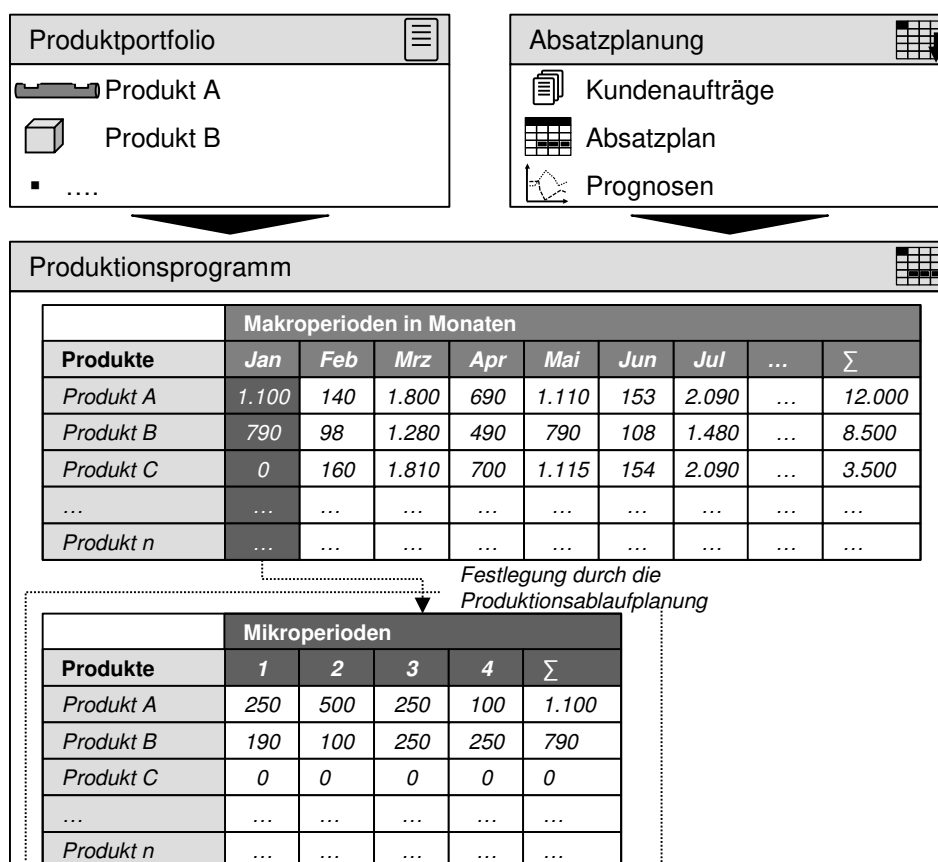 Produktportfolio
Produkt A
Produkt B
▪ ….
Absatzplanung
Kundenaufträge
Absatzplan
Prognosen
Produktionsprogramm
Makroperioden in Monaten
Produkte Jan Feb Mrz Apr Mai Jun Jul … ∑
Produkt A 1.100 140 1.800 690 1.110 153 2.090 … 12.000
Produkt B 790 98 1.280 490 790 108 1.480 … 8.500
Produkt C 0 160 1.810 700 1.115 154 2.090 … 3.500
… … … … … … … … … …
Produkt n … … … … … … … … …
Festlegung durch die
Produktionsablaufplanung
Mikroperioden
Produkte 1 2 3 4 ∑
Produkt A 250 500 250 100 1.100
Produkt B 190 100 250 250 790
Produkt C 0 0 0 0 0
… … … … … …
Produkt n … … … … …